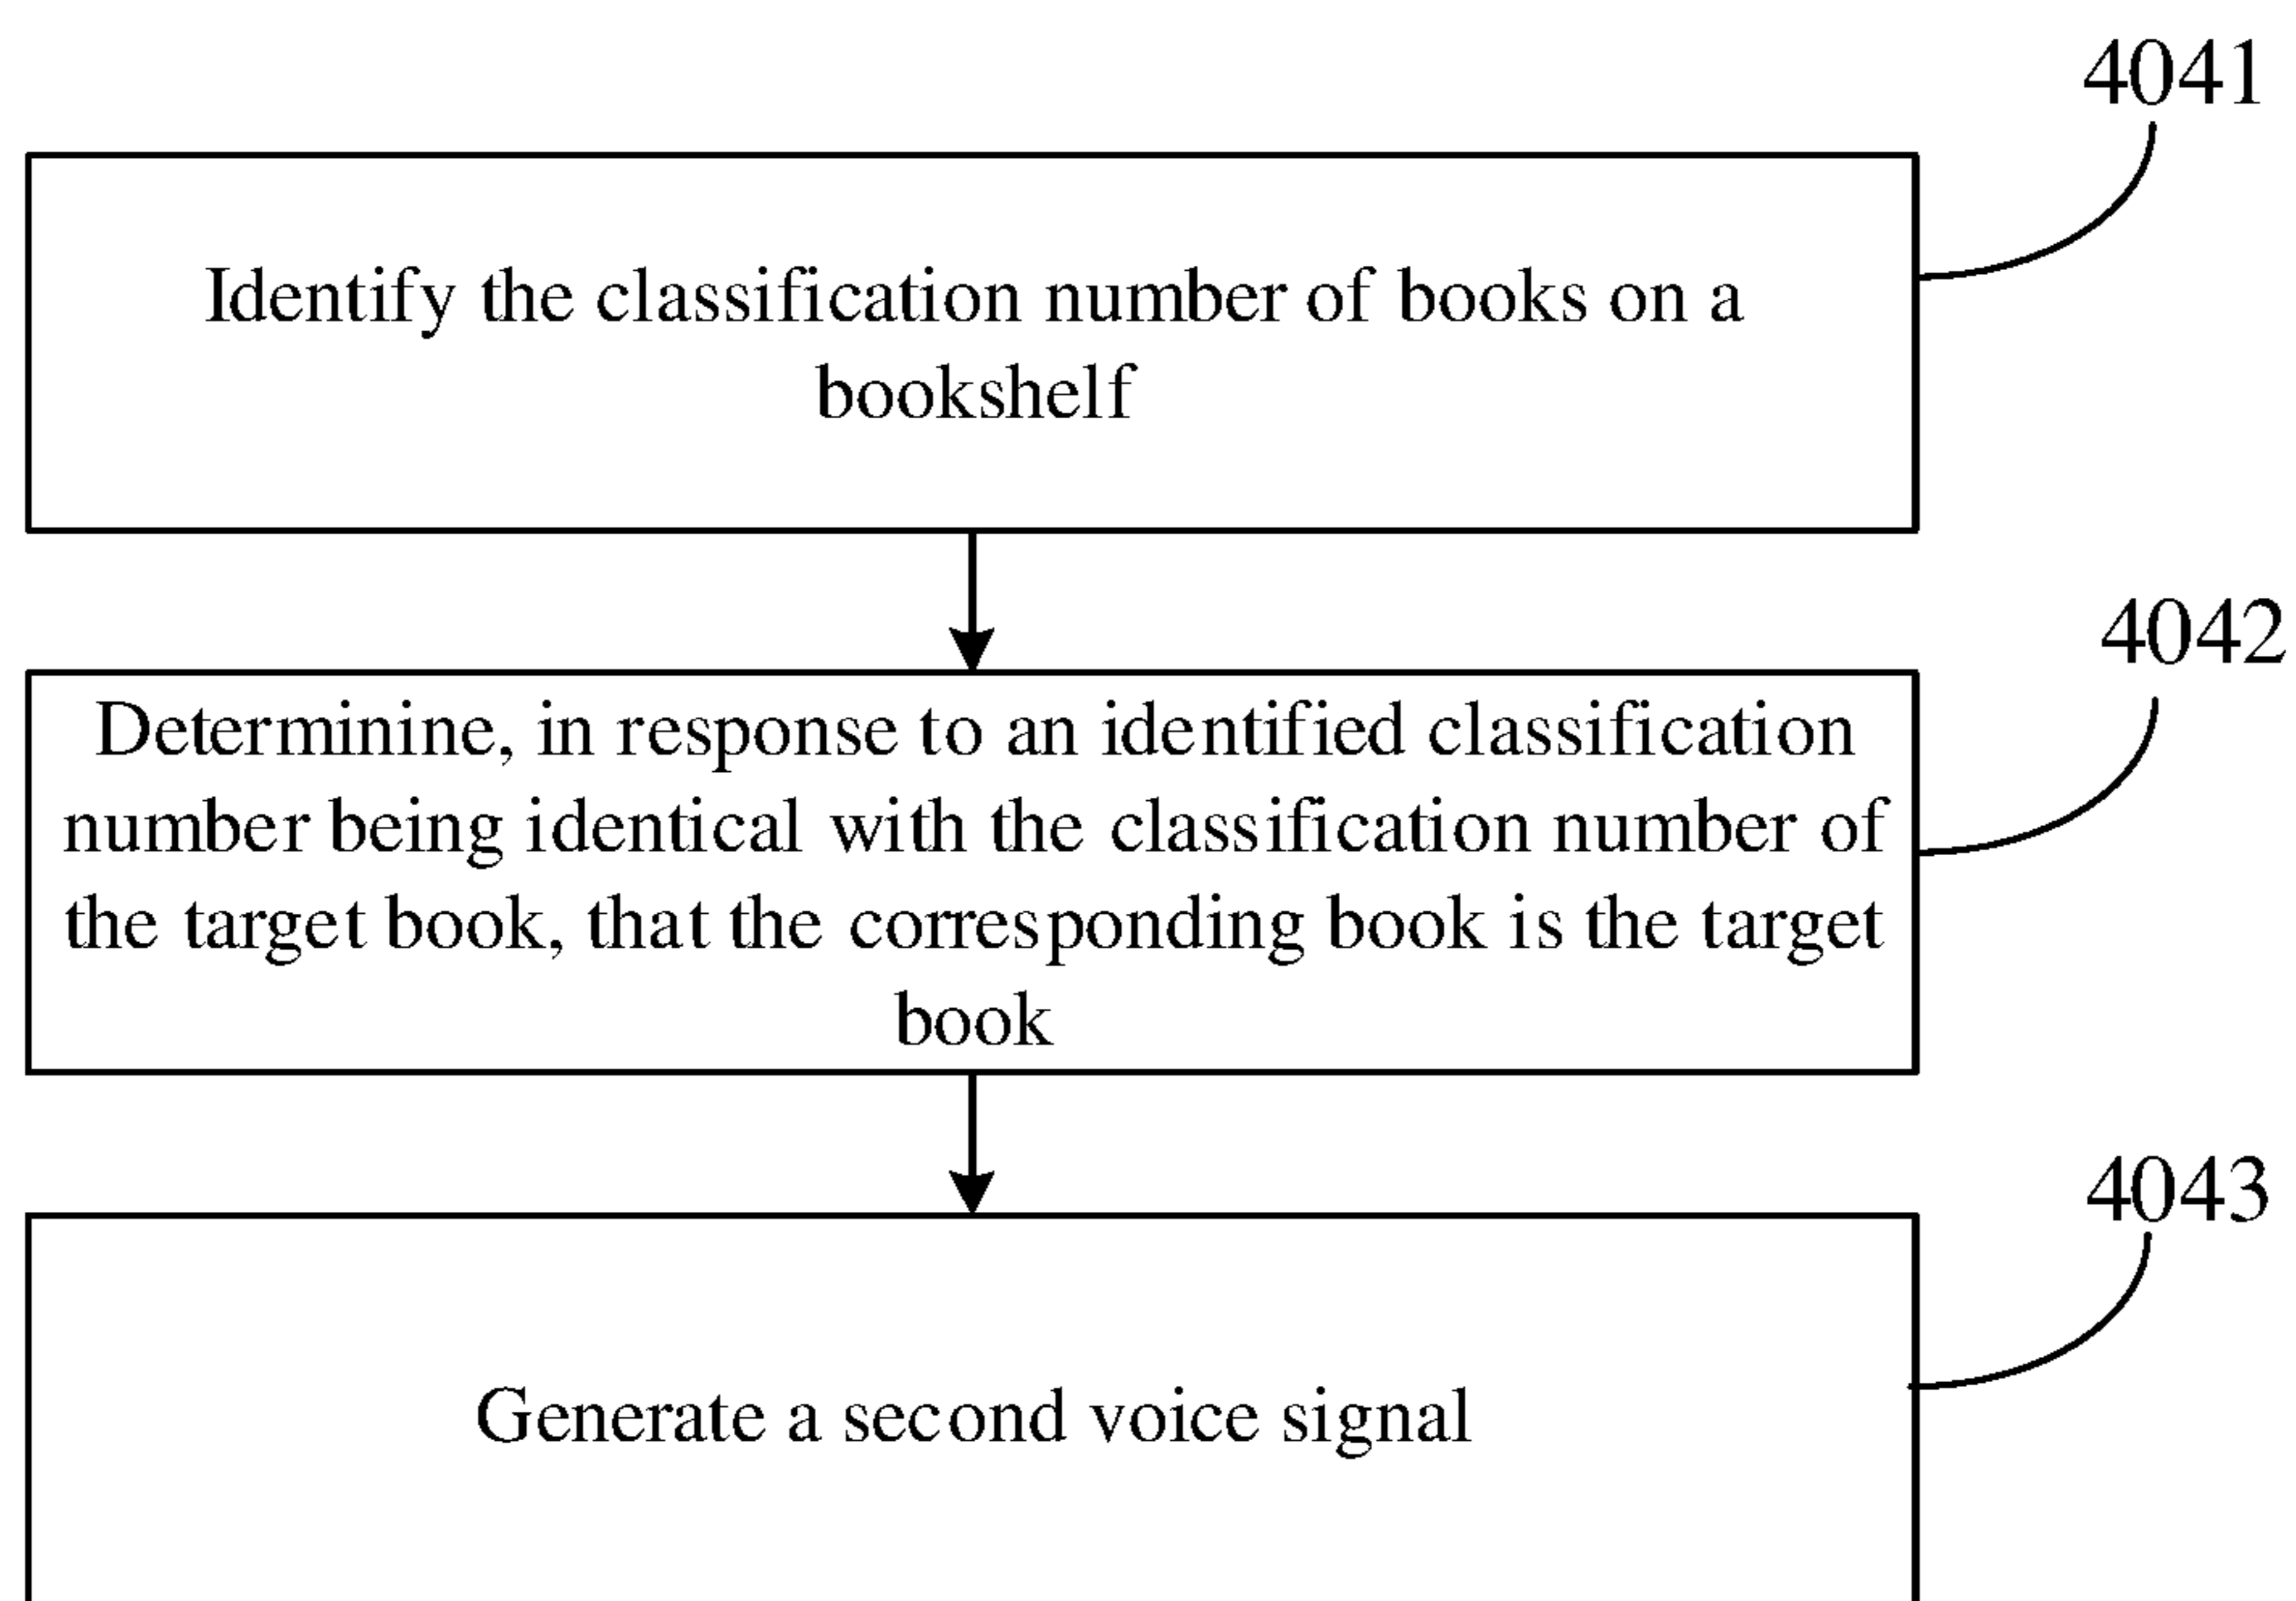 4041
Identify the classification number of books on a
bookshelf
4042
Determinine, in response to an identified classification
number being identical with the classification number of
the target book, that the corresponding book is the target
book
4043
Generate a second voice signal